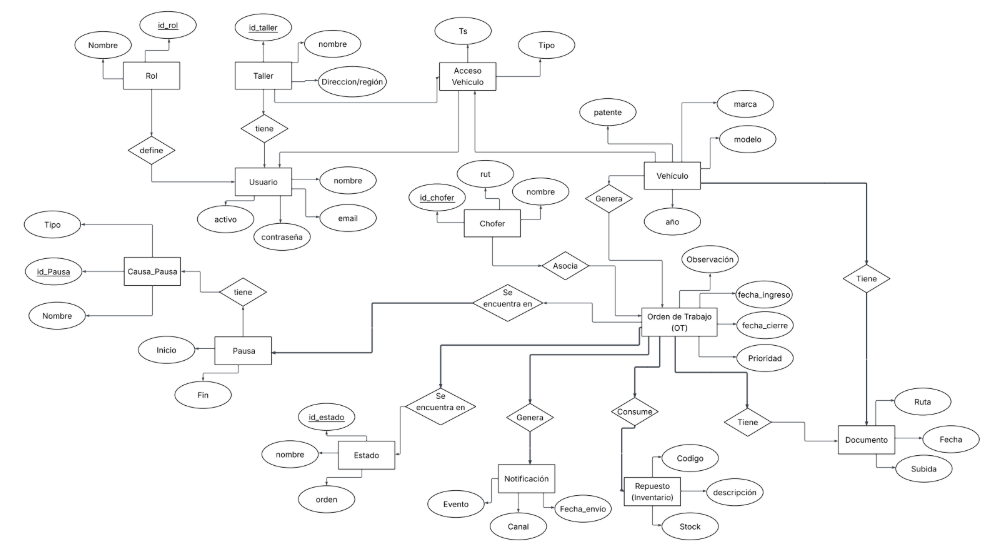 id_rol
Nombre
Rol
id_taller
nombre
Taller
Direccion/región
Ts
Tipo
Acceso
Vehiculo
marca
patente
modelo
Vehículo
año
define
tiene
Usuario
nombre
activo
email
contraseña
rut
id_chofer
nombre
Chofer
Genera
Asocia
Tipo
id_Pausa
Causa_Pausa
Nombre
tiene
Se
encuentra en
Observación
fecha_ingreso
Orden de Trabajo
(OT)
fecha_cierre
Prioridad
Tiene
Inicio
Pausa
Fin
Se
encuentra en
Genera
Consume
Tiene
id_estado
nombre
Estado
orden
Notificación
Evento
Canal
Fecha_envio
Codigo
Repuesto
(Inventario)
descripción
Stock
Ruta
Documento
Fecha
Subida